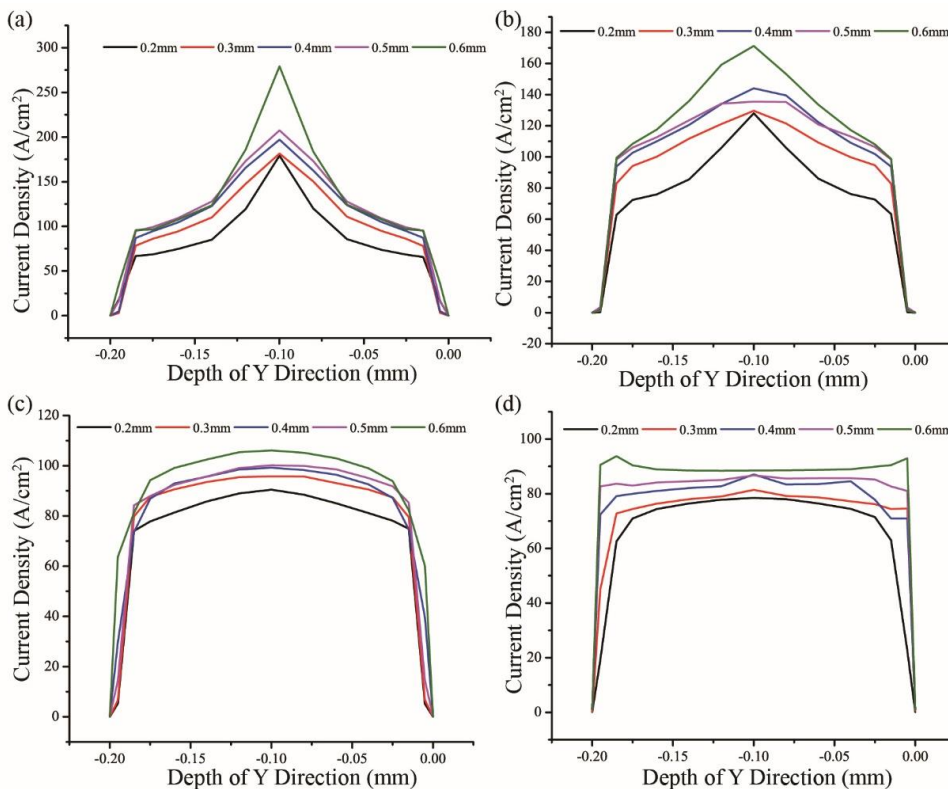 (a)
0.2mm 0.3mm 0.4mm 0.5mm 0.6mm
300
250
200
150
100
50
0
Current Density (A/cm²)
-0.20 -0.15 -0.10 -0.05 0.00
Depth of Y Direction (mm)
(b)
0.2mm 0.3mm 0.4mm 0.5mm 0.6mm
180
160
140
120
100
80
60
40
20
0
-20
Current Density (A/cm²)
-0.20 -0.15 -0.10 -0.05 0.00
Depth of Y Direction (mm)
(c)
120
0.2mm 0.3mm 0.4mm 0.5mm 0.6mm
100
80
60
40
20
0
Current Density (A/cm²)
-0.20 -0.15 -0.10 -0.05 0.00
Depth of Y Direction (mm)
(d)
0.2mm 0.3mm 0.4mm 0.5mm 0.6mm
100
80
60
40
20
0
Current Density (A/cm²)
-0.20 -0.15 -0.10 -0.05 0.00
Depth of Y Direction (mm)